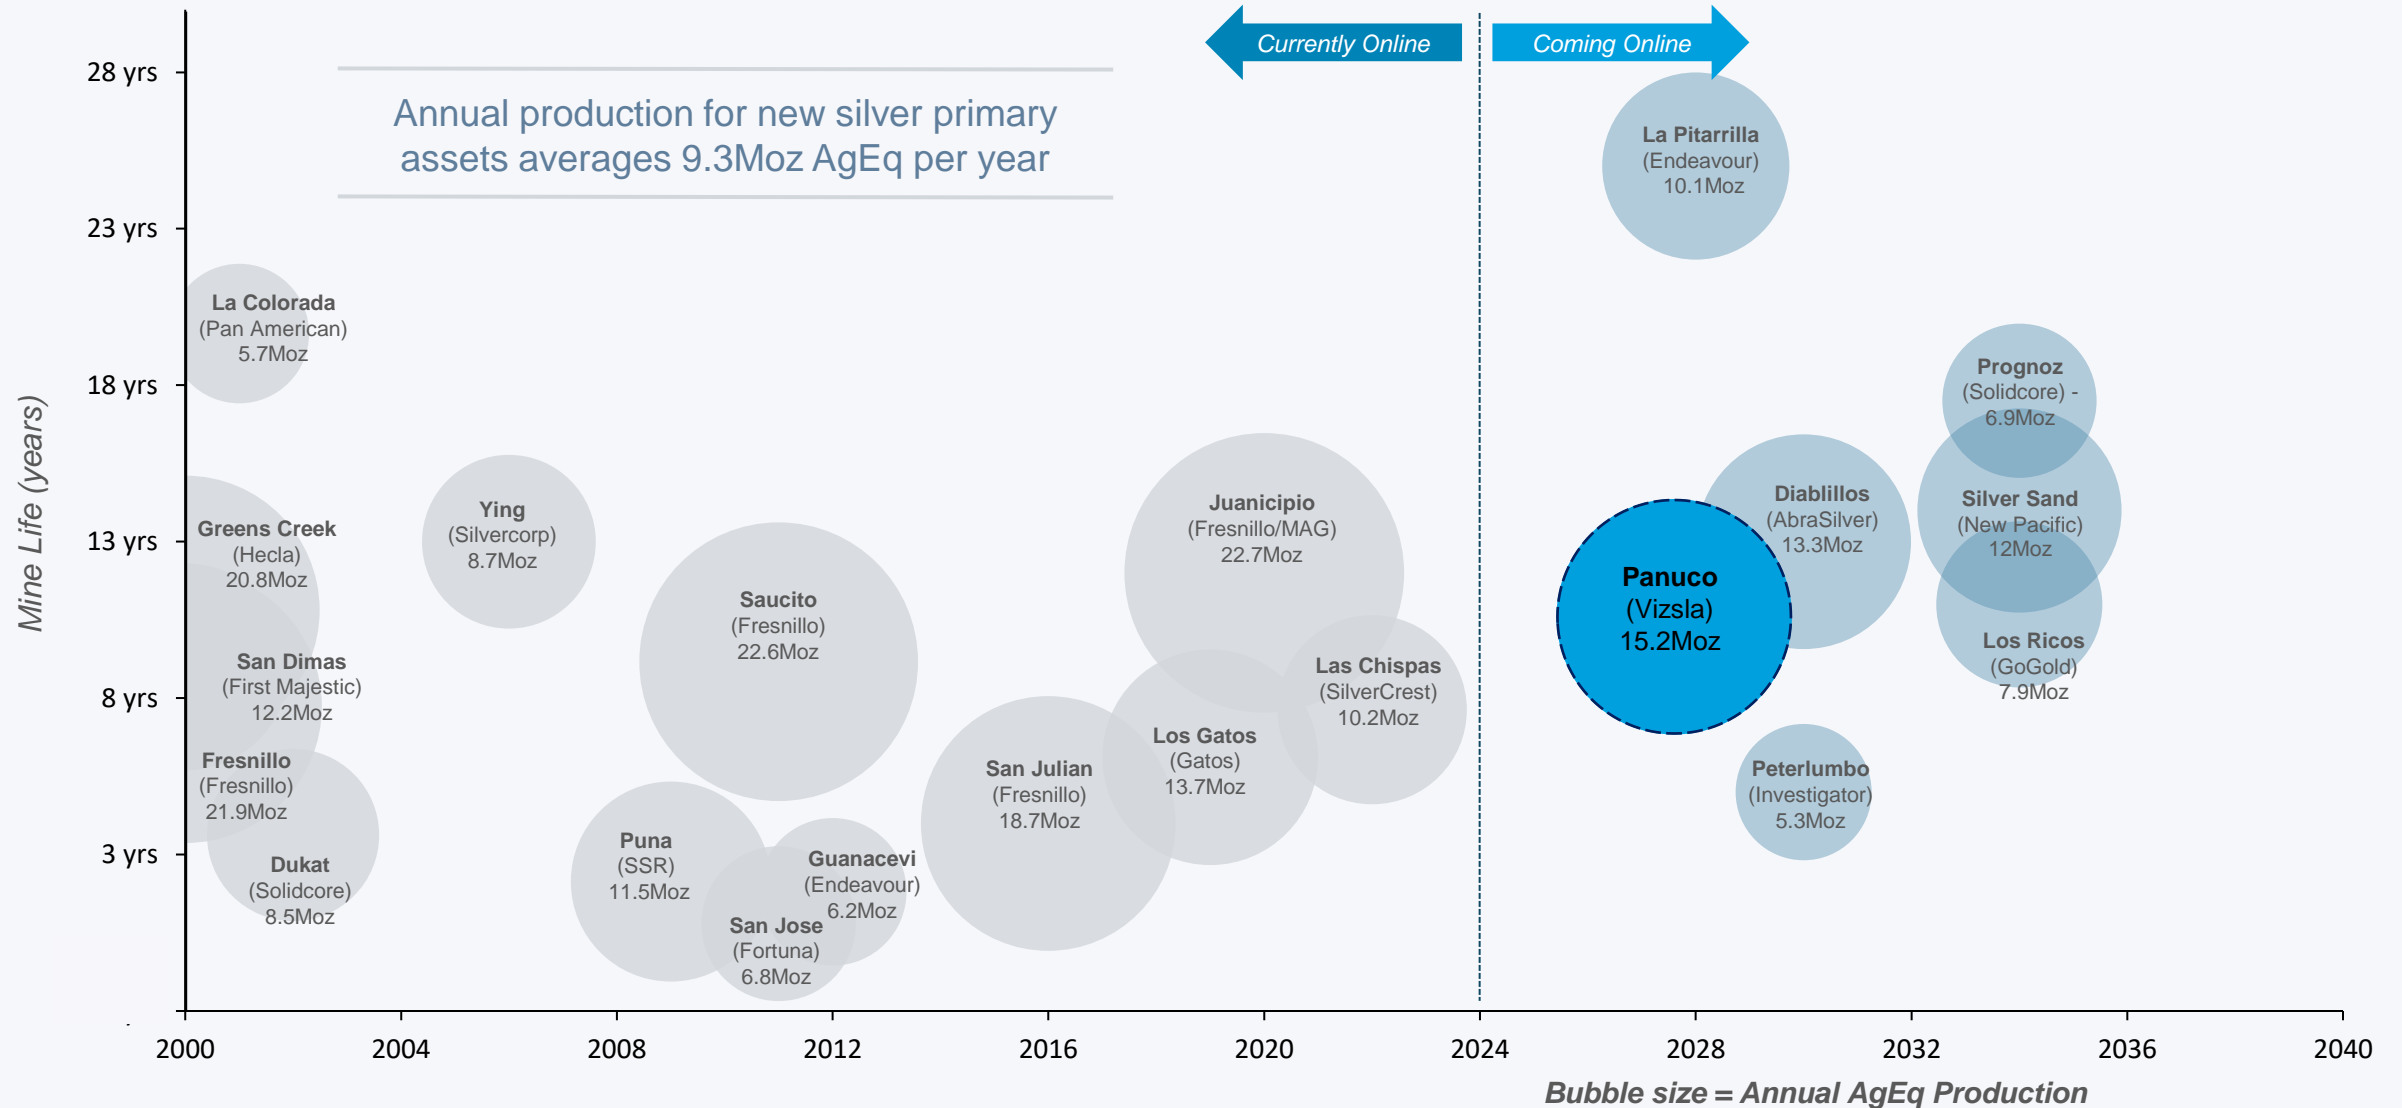 Currently Online
Coming Online
Annual production for new silver primary
assets averages 9.3Moz AgEq per year
Mine Life (years)
28 yrs
23 yrs
18 yrs
13 yrs
8 yrs
3 yrs
La Colorada
(Pan American)
5.7Moz
Greens Creek
(Hecla)
20.8Moz
San Dimas
(First Majestic)
12.2Moz
Fresnillo
(Fresnillo)
21.9Moz
Dukat
(Solidcore)
8.5Moz
Ying
(Silvercorp)
8.7Moz
Saucito
(Fresnillo)
22.6Moz
Puna
(SSR)
11.5Moz
Guanacevi
(Endeavour)
6.2Moz
San Jose
(Fortuna)
6.8Moz
San Julian
(Fresnillo)
18.7Moz
Juanicipio
(Fresnillo/MAG)
22.7Moz
Los Gatos
(Gatos)
13.7Moz
Las Chispas
(SilverCrest)
10.2Moz
La Pitarrilla
(Endeavour)
10.1Moz
Panuco
(Vizsla)
15.2Moz
Diablillos
(AbraSilver)
13.3Moz
Peterlumbo
(Investigator)
5.3Moz
Prognoz
(Solidcore) -
6.9Moz
Silver Sand
(New Pacific)
12Moz
Los Ricos
(GoGold)
7.9Moz
2000
2004
2008
2012
2016
2020
2024
2028
2032
2036
2040
Bubble size = Annual AgEq Production